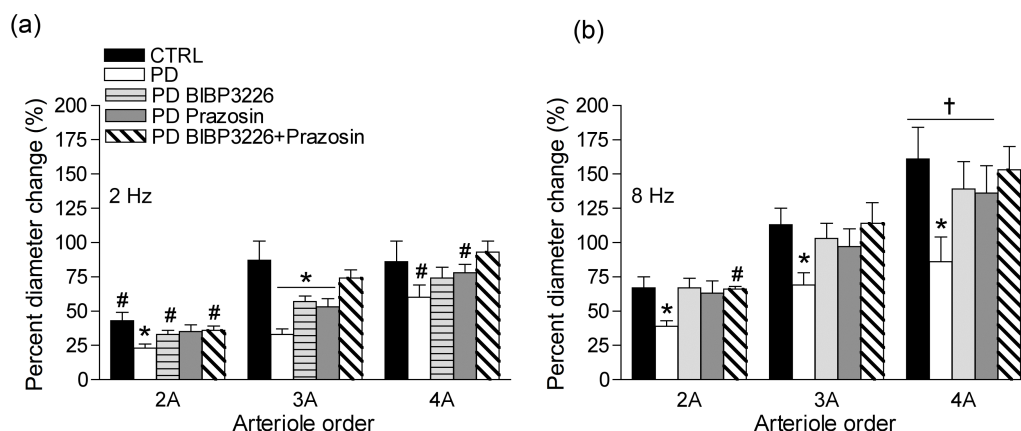 (a)
CTRL
PD
PD BIBP3226
PD Prazosin
PD BIBP3226+Prazosin
Percent diameter change (%)
200
175
150
125
100
75
50
25
0
2 Hz
# * # #
*
# #
2A 3A 4A
Arteriole order
(b)
Percent diameter change (%)
200
175
150
125
100
75
50
25
0
8 Hz
* #
*
†
*
2A 3A 4A
Arteriole order